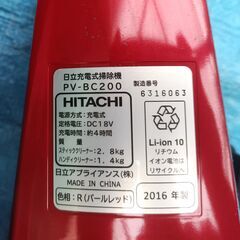 日立充電式掃除機
PV-BC200
製造番号
6316063
HITACHI
電源方式：充電式
定格電圧：DC18V
充電時間：約4時間
質量
スティッククリーナー：2.8kg
ハンディクリーナー：1.4kg
日立アプライアンス(株)
MADE IN CHINA
Li-ion 10
リチウム
イオン電池は
リサイクルへ
色相：R(パールレッド)
2016年製